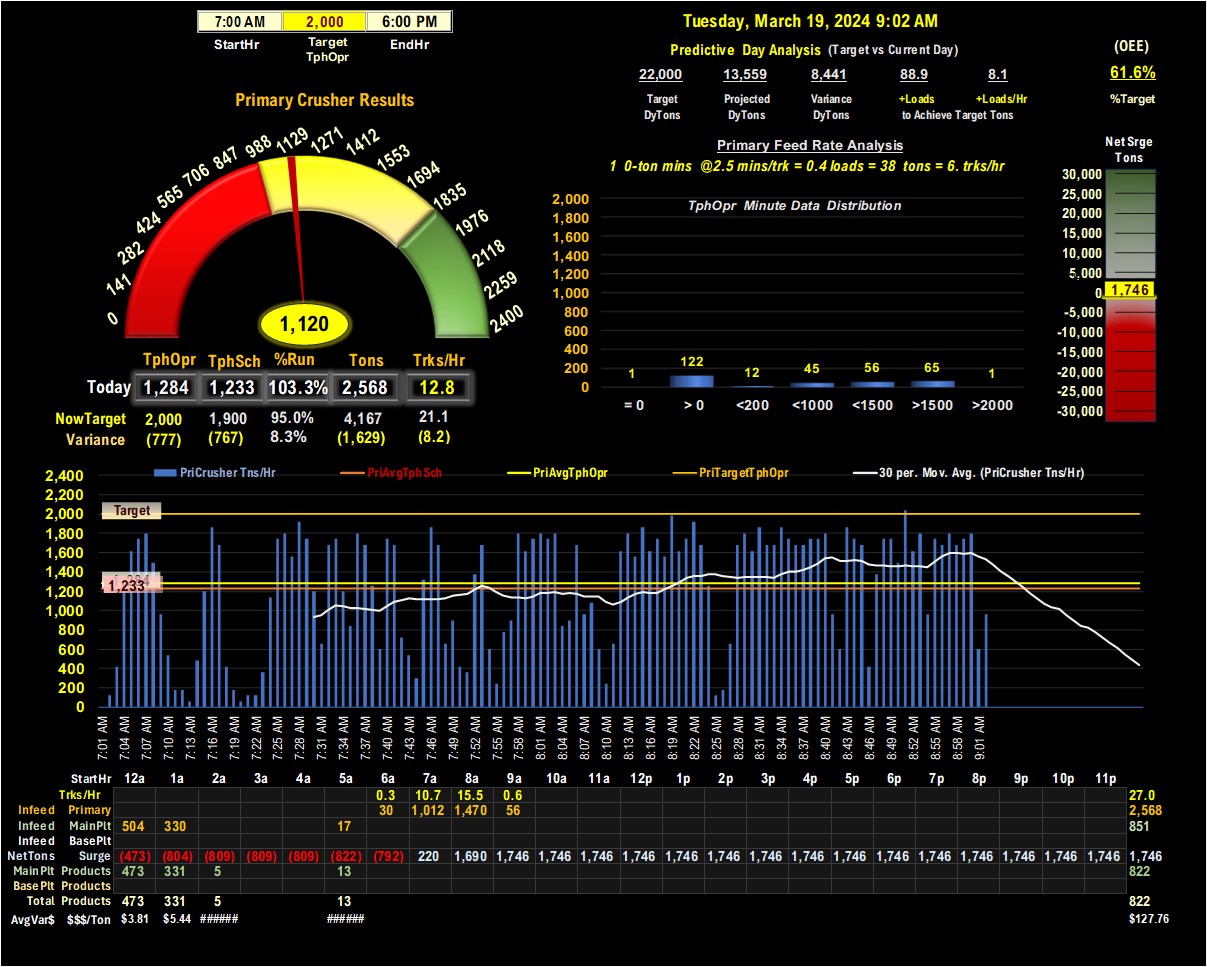 7:00 AM 2,000 6:00 PM
StartHr Target TphOpr EndHr
Tuesday, March 19, 2024 9:02 AM
Predictive Day Analysis (Target vs Current Day)
22,000 13,559 8,441 88.9 8.1
Target DyTons Projected DyTons Variance DyTons +Loads +Loads/Hr
to Achieve Target Tons
(OEE)
61.6%
%Target
Primary Crusher Results
0 141 282 424 565 706 847 988 1129 1271 1412 1553 1694 1835 1976 2118 2259 2400
1,120
TphOpr TphSch %Run Tons Trks/Hr
Today 1,284 1,233 103.3% 2,568 12.8
NowTarget 2,000 1,900 95.0% 4,167 21.1
Variance (777) (767) 8.3% (1,629) (8.2)
Primary Feed Rate Analysis
1 0-ton mins @2.5 mins/trk = 0.4 loads = 38 tons = 6. trks/hr
TphOpr Minute Data Distribution
2,000
1,800
1,600
1,400
1,200
1,000
800
600
400
200
0
1 122 12 45 56 65 1
= 0 > 0 <200 <1000 <1500 >1500 >2000
Net Srge
Tons
30,000
25,000
20,000
15,000
10,000
5,000
0 1,746
-5,000
-10,000
-15,000
-20,000
-25,000
-30,000
PriCrusher Tns/Hr PriAvgTphSch PriAvgTphOpr PriTargetTphOpr 30 per. Mov. Avg. (PriCrusher Tns/Hr)
2,400
2,200
2,000
1,800
1,600
1,400
1,200
1,000
800
600
400
200
0
Target
1,233
7:01 AM 7:04 AM 7:07 AM 7:10 AM 7:13 AM 7:16 AM 7:19 AM 7:22 AM 7:25 AM 7:28 AM 7:31 AM 7:34 AM 7:37 AM 7:40 AM 7:43 AM 7:46 AM 7:49 AM 7:52 AM 7:55 AM 7:58 AM 8:01 AM 8:04 AM 8:07 AM 8:10 AM 8:13 AM 8:16 AM 8:19 AM 8:22 AM 8:25 AM 8:28 AM 8:31 AM 8:34 AM 8:37 AM 8:40 AM 8:43 AM 8:46 AM 8:49 AM 8:52 AM 8:55 AM 8:58 AM 9:01 AM
StartHr 12a 1a 2a 3a 4a 5a 6a 7a 8a 9a 10a 11a 12p 1p 2p 3p 4p 5p 6p 7p 8p 9p 10p 11p
Trks/Hr 0.3 10.7 15.5 0.6 27.0
Infeed Primary 30 1,012 1,470 56 2,568
Infeed MainPlt 504 330 17 851
Infeed BasePlt
NetTons Surge (473) (804) (809) (809) (809) (822) (792) 220 1,690 1,746 1,746 1,746 1,746 1,746 1,746 1,746 1,746 1,746 1,746 1,746 1,746 1,746 1,746 1,746 1,746
MainPlt Products 473 331 5 13 822
BasePlt Products
Total Products 473 331 5 13 822
AvgVar$ $$$/Ton $3.81 $5.44 ###### ###### $127.76